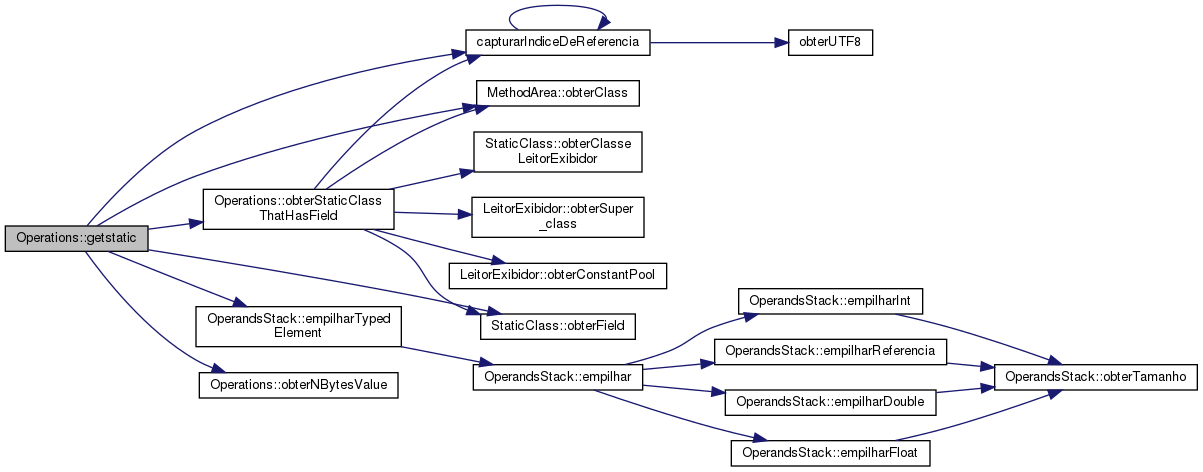 Operations::getstatic
capturarIndiceDeReferencia
obterUTF8
MethodArea::obterClass
StaticClass::obterClasse
LeitorExibidor
Operations::obterStaticClass
ThatHasField
LeitorExibidor::obterSuper
_class
LeitorExibidor::obterConstantPool
StaticClass::obterField
OperandsStack::empilharTyped
Element
Operations::obterNBytesValue
OperandsStack::empilhar
OperandsStack::empilharInt
OperandsStack::empilharReferencia
OperandsStack::empilharDouble
OperandsStack::empilharFloat
OperandsStack::obterTamanho